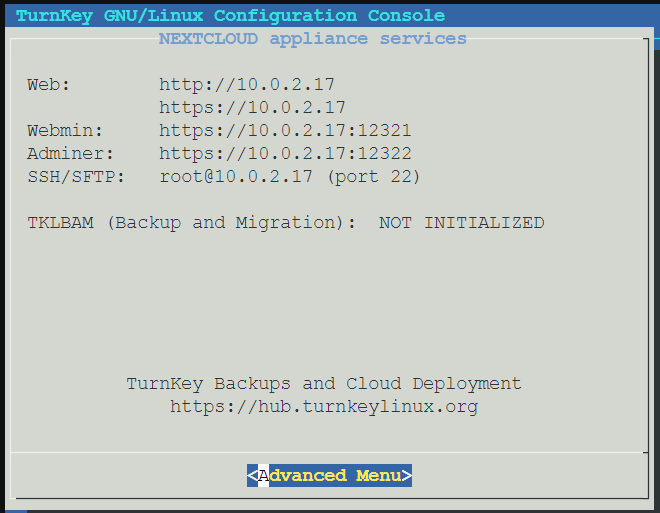 TurnKey GNU/Linux Configuration Console
NEXTCLOUD appliance services
Web: http://10.0.2.17
https://10.0.2.17
Webmin: https://10.0.2.17:12321
Adminer: https://10.0.2.17:12322
SSH/SFTP: root@10.0.2.17 (port 22)
TKLBAM (Backup and Migration): NOT INITIALIZED
TurnKey Backups and Cloud Deployment
https://hub.turnkeylinux.org
<Advanced Menu>